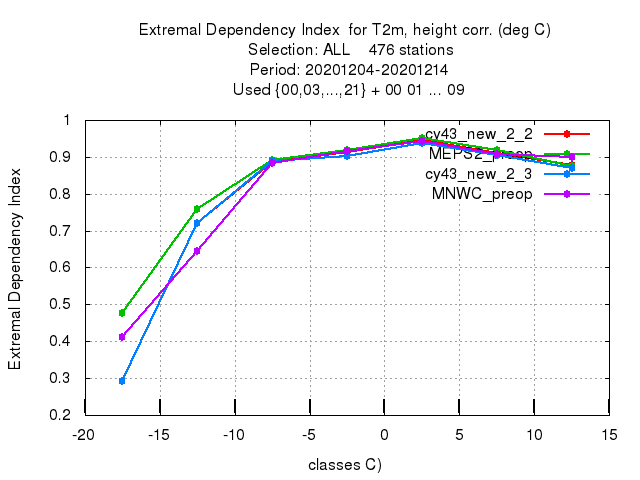 Extremal Dependency Index  for T2m, height corr. (deg C)
Selection: ALL    476 stations
Period: 20201204-20201214
Used {00,03,...,21} + 00 01 ... 09
1
0.9
0.8
0.7
0.6
0.5
0.4
0.3
0.2
Extremal Dependency Index
cy43_new_2_2
MEPS2_preop
cy43_new_2_3
MNWC_preop
-20
-15
-10
-5
0
5
10
15
classes C)